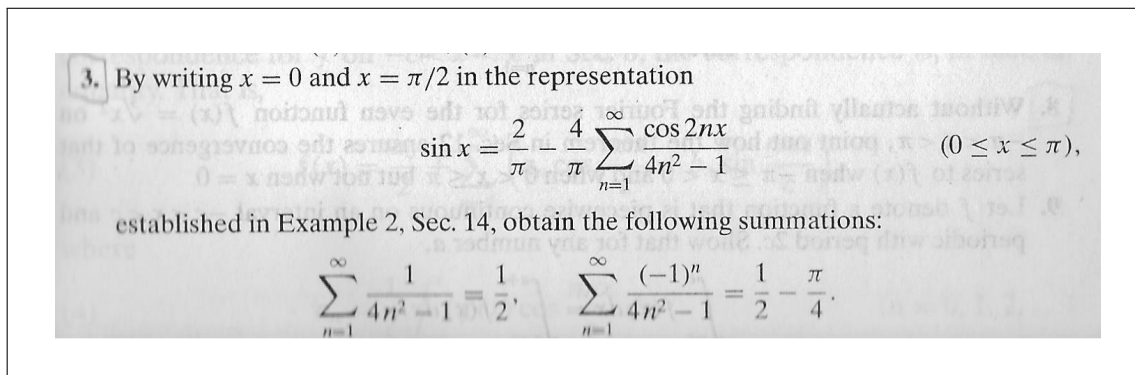 3. By writing x = 0 and x = π/2 in the representation
sin x = 2/π − 4/π ∑_{n=1}^{∞} cos 2nx / (4n² − 1)   (0 ≤ x ≤ π),
established in Example 2, Sec. 14, obtain the following summations:
∑_{n=1}^{∞} 1/(4n² − 1) = 1/2,   ∑_{n=1}^{∞} (−1)ⁿ/(4n² − 1) = 1/2 − π/4.